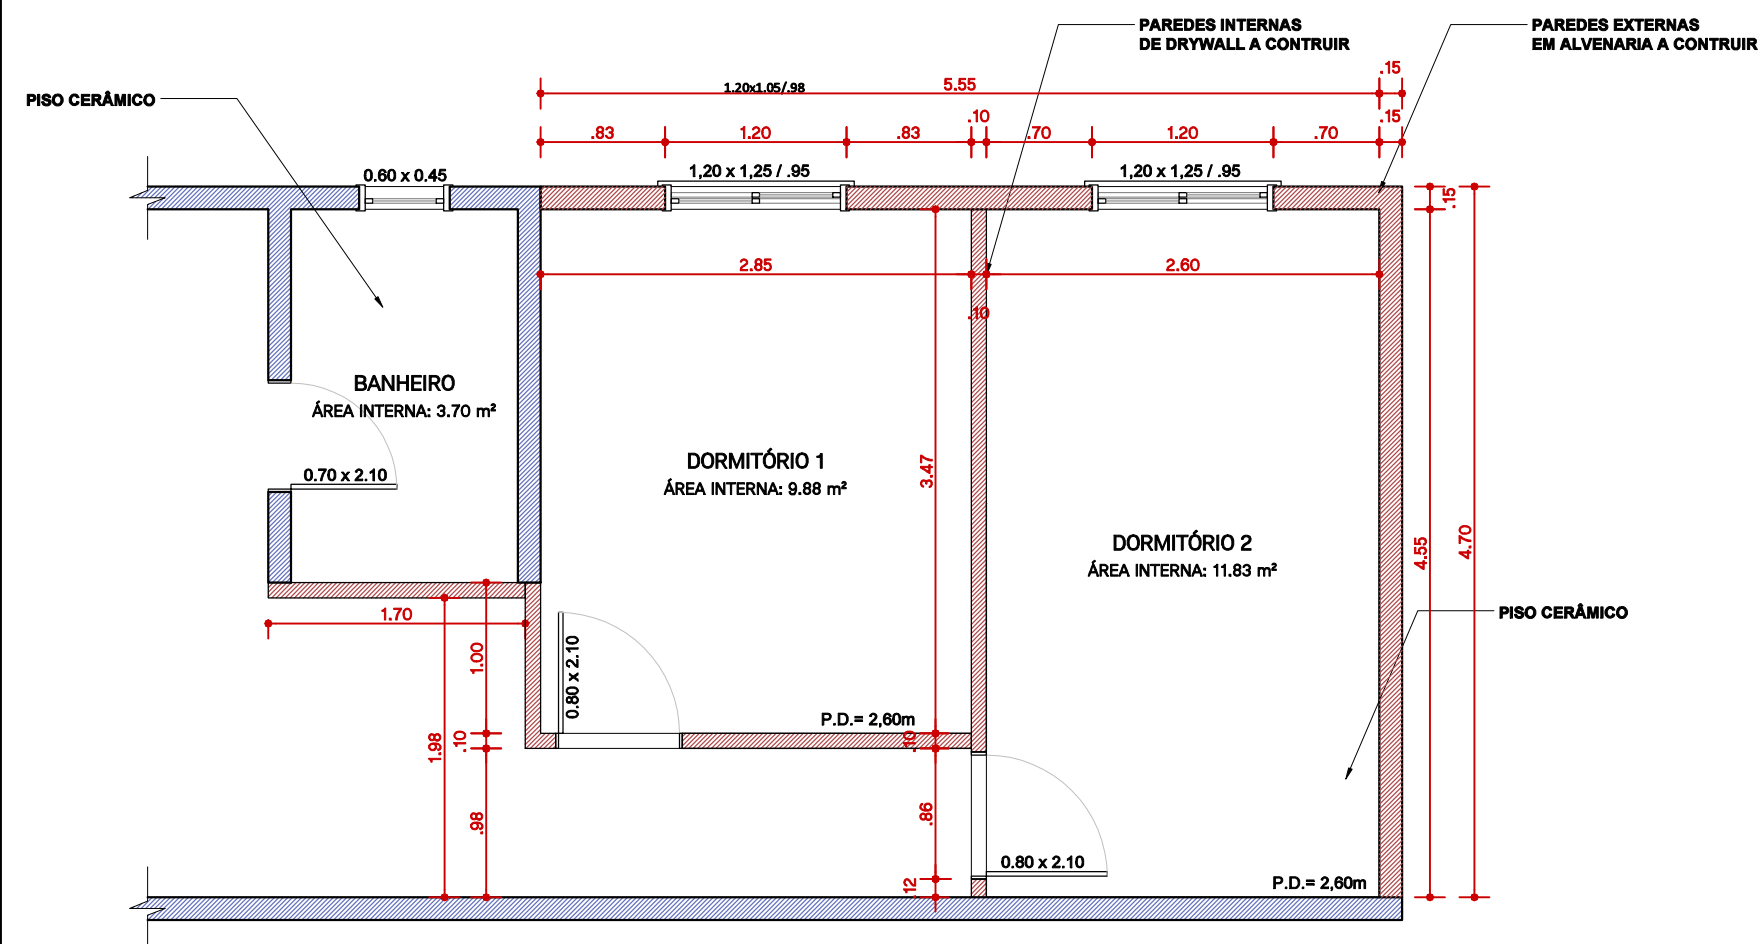 PAREDES INTERNAS
DE DRYWALL A CONTRUIR
PAREDES EXTERNAS
EM ALVENARIA A CONTRUIR
PISO CERÂMICO
1.20x1.05/.98
5.55
.15
.83
1.20
.83
.10
.70
1.20
.70
.15
0.60 x 0.45
1,20 x 1,25 / .95
1,20 x 1,25 / .95
.15
2.85
2.60
.10
BANHEIRO
ÁREA INTERNA: 3.70 m²
0.70 x 2.10
DORMITÓRIO 1
ÁREA INTERNA: 9.88 m²
3.47
DORMITÓRIO 2
ÁREA INTERNA: 11.83 m²
4.55
4.70
PISO CERÂMICO
1.70
1.00
0.80 x 2.10
P.D.= 2,60m
1.98
.10
.10
.98
.86
0.80 x 2.10
.12
P.D.= 2,60m